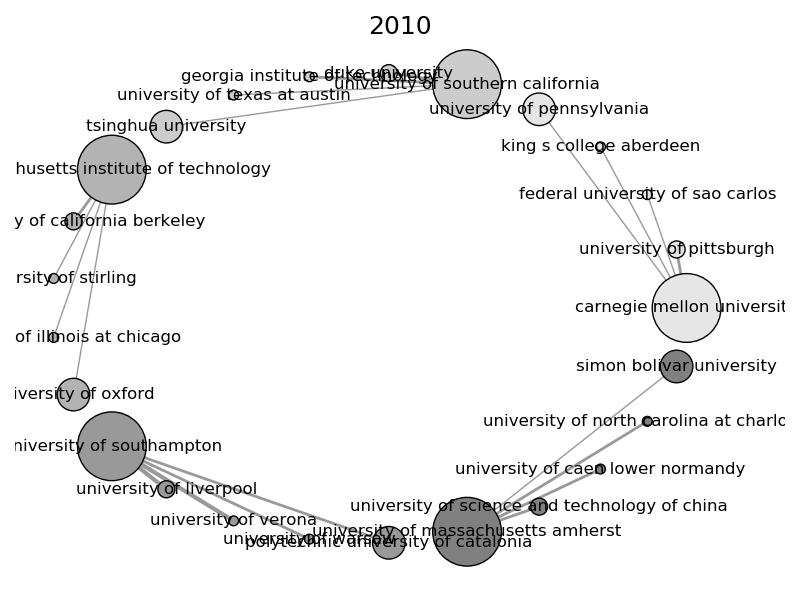 2010
duke university
georgia institute of technology
university of southern california
university of texas at austin
university of pennsylvania
tsinghua university
king s college aberdeen
husetts institute of technology
federal university of sao carlos
y of california berkeley
university of pittsburgh
rsity of stirling
carnegie mellon universit
of illinois at chicago
simon bolivar university
iversity of oxford
university of north carolina at charlo
niversity of southampton
university of caen lower normandy
university of liverpool
university of science and technology of china
university of verona
university of massachusetts amherst
university of warsaw
polytechnic university of catalonia